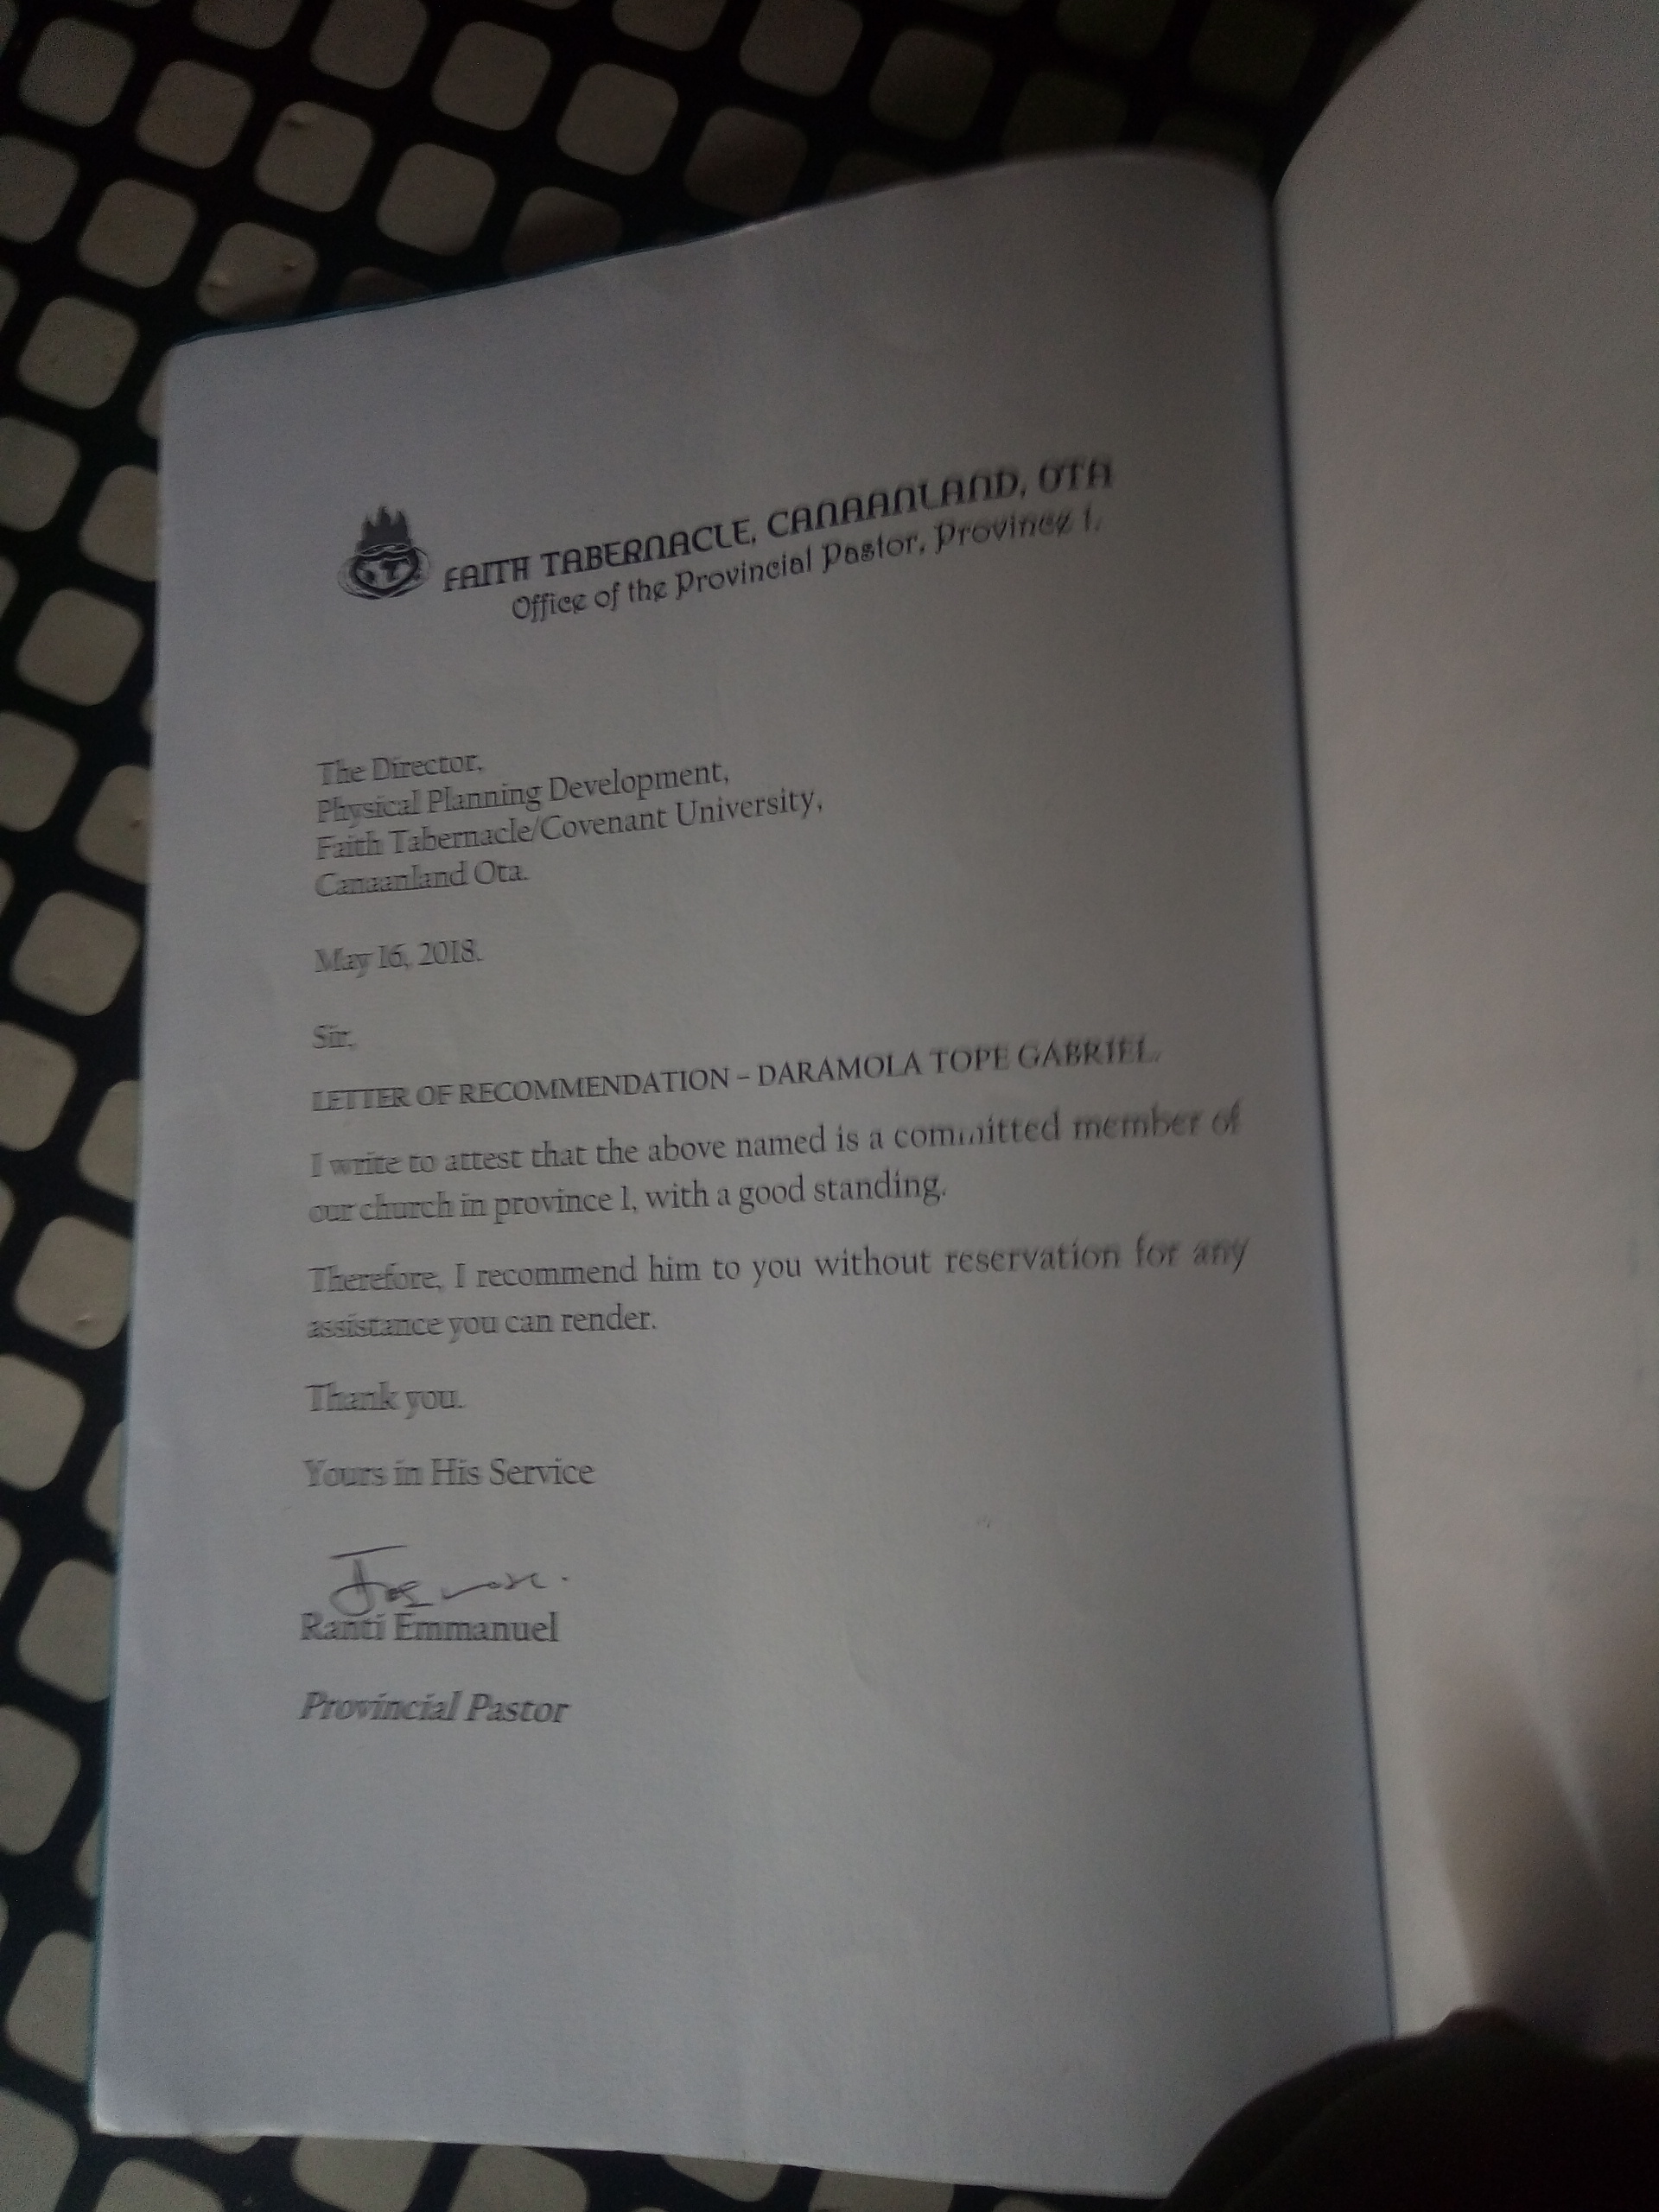 FAITH TABERNACLE, CANAANLAND, OTA
Office of the Provincial Pastor, Province 1.
The Director,
Physical Planning Development,
Faith Tabernacle/Covenant University,
Canaanland Ota.
May 16, 2018.
Sir,
LETTER OF RECOMMENDATION – DARAMOLA TOPE GABRIEL.
I write to attest that the above named is a committed member of
our church in province 1, with a good standing.
Therefore, I recommend him to you without reservation for any
assistance you can render.
Thank you.
Yours in His Service
Ranti Emmanuel
Provincial Pastor